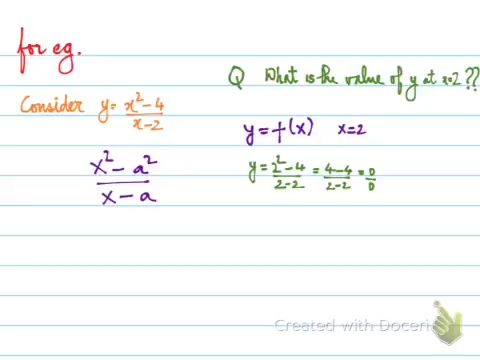 for eg.
Consider y = x²-4 / x-2
x² - a² / x - a
Q What is the value of y at x=2 ??
y = f(x) x=2
y = 2²-4 / 2-2 = 4-4 / 2-2 = 0/0
Created with Doceri